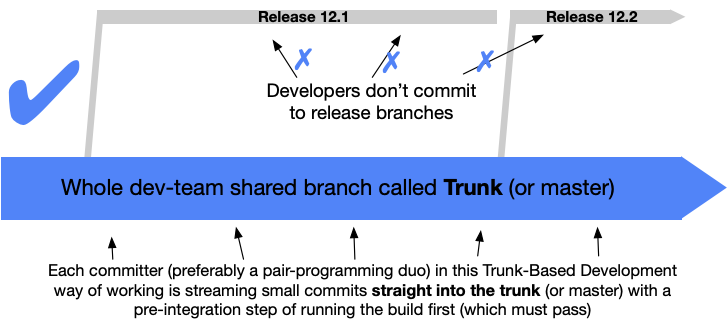 Release 12.1
Release 12.2
Developers don’t commit
to release branches
Whole dev-team shared branch called Trunk (or master)
Each committer (preferably a pair-programming duo) in this Trunk-Based Development
way of working is streaming small commits straight into the trunk (or master) with a
pre-integration step of running the build first (which must pass)